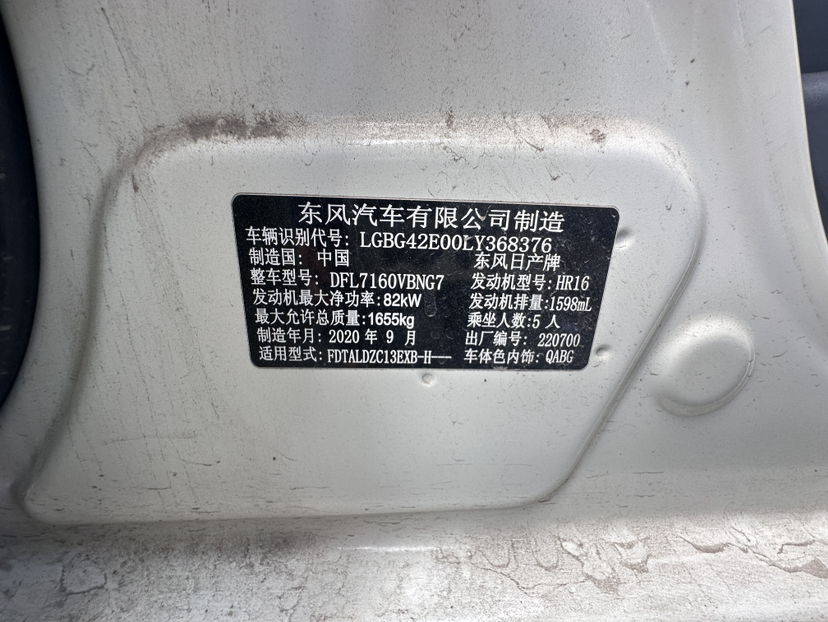 东风汽车有限公司制造
车辆识别代号: LGBG42E00LY368376
制造国: 中国 东风日产牌
整车型号: DFL7160VBNG7 发动机型号: HR16
发动机最大净功率: 82kW 发动机排量: 1598mL
最大允许总质量: 1655kg 乘坐人数: 5 人
制造年月: 2020 年 9 月 出厂编号: 220700
适用型式: FDTALDZC13EXB-H--- 车体色内饰: QABG